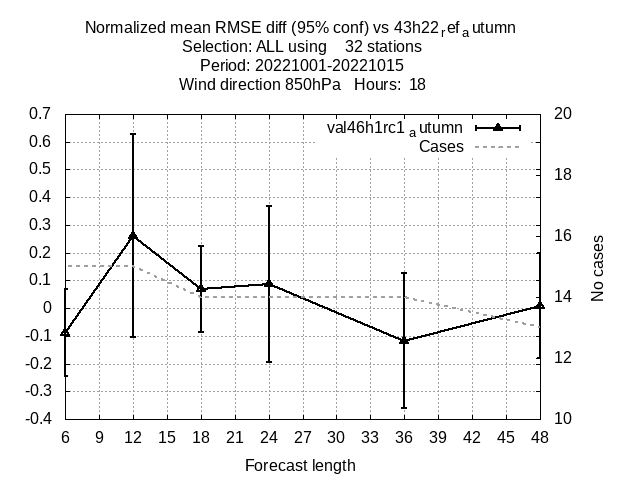 Normalized mean RMSE diff (95% conf) vs 43h22refautumn
Selection: ALL using    32 stations
Period: 20221001-20221015
Wind direction 850hPa   Hours:  18
val46h1rc1autumn
Cases
0.7
0.6
0.5
0.4
0.3
0.2
0.1
0
-0.1
-0.2
-0.3
-0.4
20
18
16
14
12
10
No cases
6 9 12 15 18 21 24 27 30 33 36 39 42 45 48
Forecast length